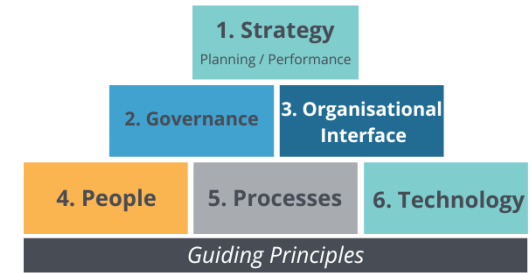 1. Strategy
Planning / Performance
2. Governance
3. Organisational
Interface
4. People
5. Processes
6. Technology
Guiding Principles